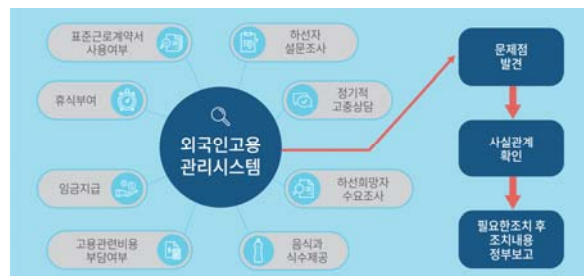 표준근로계약서
사용여부
하선자
설문조사
휴식부여
정기적
고충상담
외국인고용
관리시스템
임금지급
하선희망자
수요조사
고용관련비용
부담여부
음식과
식수제공
문제점
발견
사실관계
확인
필요한조치 후
조치내용
정부보고